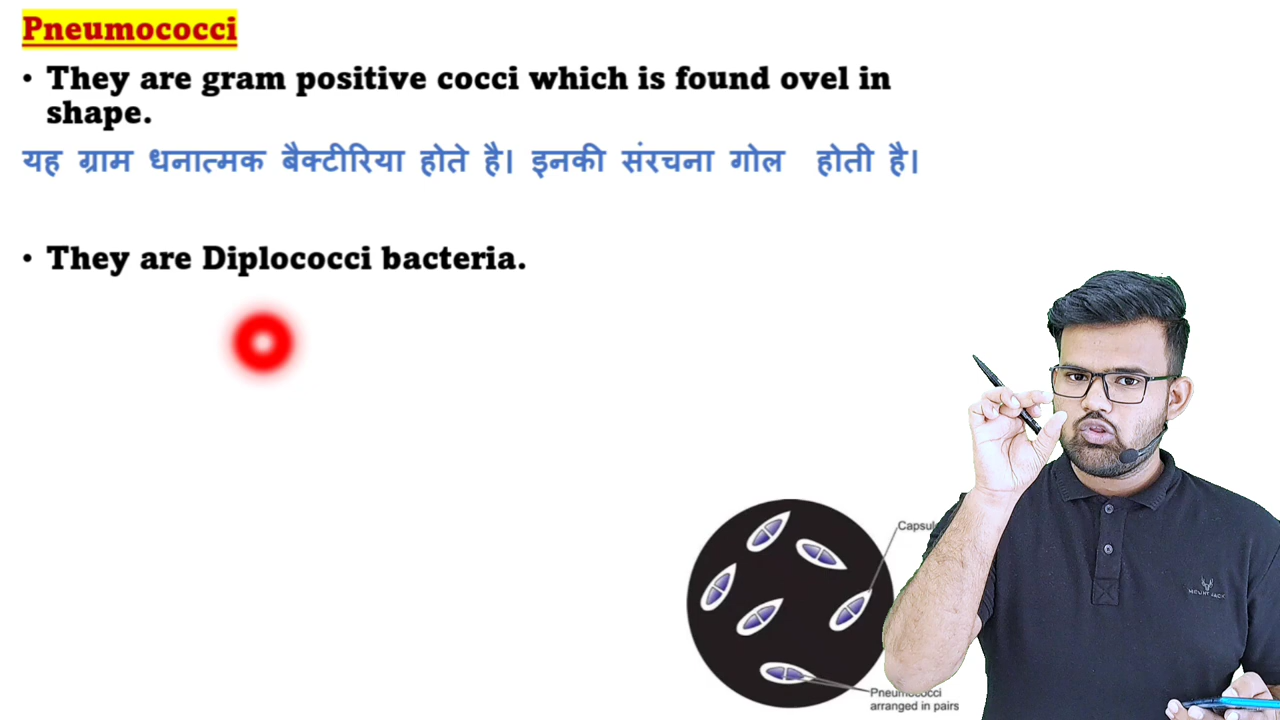 Pneumococci
• They are gram positive cocci which is found ovel in
shape.
यह ग्राम धनात्मक बैक्टीरिया होते है। इनकी संरचना गोल होती है।
• They are Diplococci bacteria.
Pneumococci
arranged in pairs